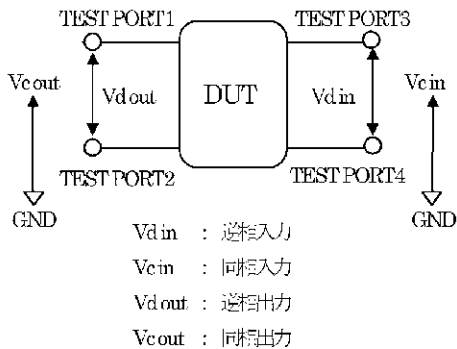 TEST PORT1 TEST PORT3
Vcout Vdout DUT Vdin Vcin
TEST PORT2 TEST PORT4
GND GND
Vdin : 逆相入力
Vcin : 同相入力
Vdout : 逆相出力
Vcout : 同相出力